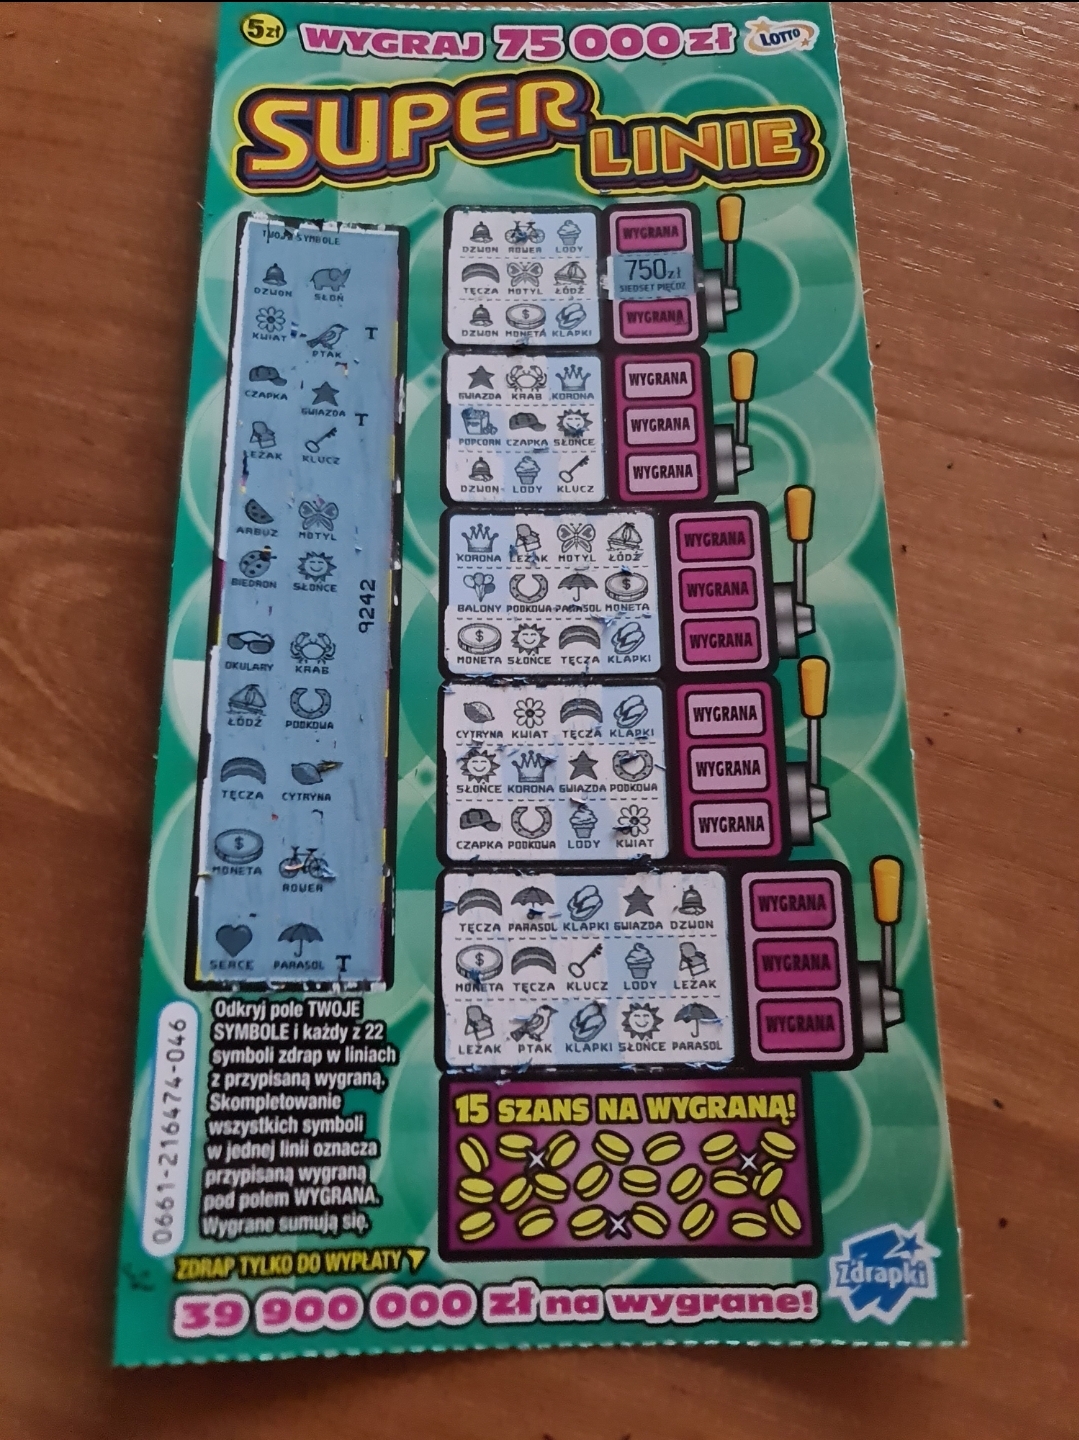 5zł WYGRAJ 75 000 zł LOTTO
SUPER
LINIE
TWOJE SYMBOLE
DZWON SŁOŃ
KWIAT PTAK T
CZAPKA GWIAZDA T
LEŻAK KLUCZ
ARBUZ MOTYL
BIEDRON SŁOŃCE
9242
OKULARY KRAB
ŁÓDŹ PODKOWA
TĘCZA CYTRYNA
MONETA ROWER
SERCE PARASOL T
DZWON ROWER LODY WYGRANA
TĘCZA MOTYL ŁÓDŹ 750zł
SIEDSET PIĘĆDZ
DZWON MONETA KLAPKI WYGRANA
GWIAZDA KRAB KORONA WYGRANA
POPCORN CZAPKA SŁOŃCE WYGRANA
DZWON LODY KLUCZ WYGRANA
KORONA LEŻAK MOTYL ŁÓDŹ WYGRANA
BALONY PODKOWA PARASOL MONETA WYGRANA
MONETA SŁOŃCE TĘCZA KLAPKI WYGRANA
CYTRYNA KWIAT TĘCZA KLAPKI WYGRANA
SŁOŃCE KORONA GWIAZDA PODKOWA WYGRANA
CZAPKA PODKOWA LODY KWIAT WYGRANA
TĘCZA PARASOL KLAPKI GWIAZDA DZWON WYGRANA
MONETA TĘCZA KLUCZ LODY LEŻAK WYGRANA
LEŻAK PTAK KLAPKI SŁOŃCE PARASOL WYGRANA
0661-216474-046
Odkryj pole TWOJE
SYMBOLE i każdy z 22
symboli zdrap w liniach
z przypisaną wygraną.
Skompletowanie
wszystkich symboli
w jednej linii oznacza
przypisaną wygraną
pod polem WYGRANA.
Wygrane sumują się.
15 SZANS NA WYGRANĄ!
ZDRAP TYLKO DO WYPŁATY
Zdrapki
39 900 000 zł na wygrane!